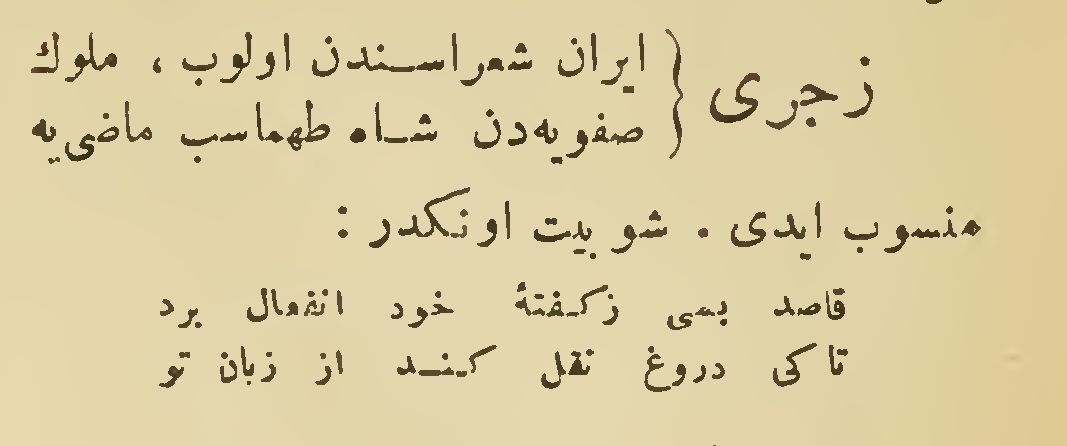 زجری { ایران شعراسندن اولوب ، ملوك
صفویه‌دن شاه طهماسب ماضی‌یه
منسوب ایدی . شو بیت اونکدر :
قاصد بسی زکفتهٔ خود انفعال برد
تا کی دروغ نقل کند از زبان تو